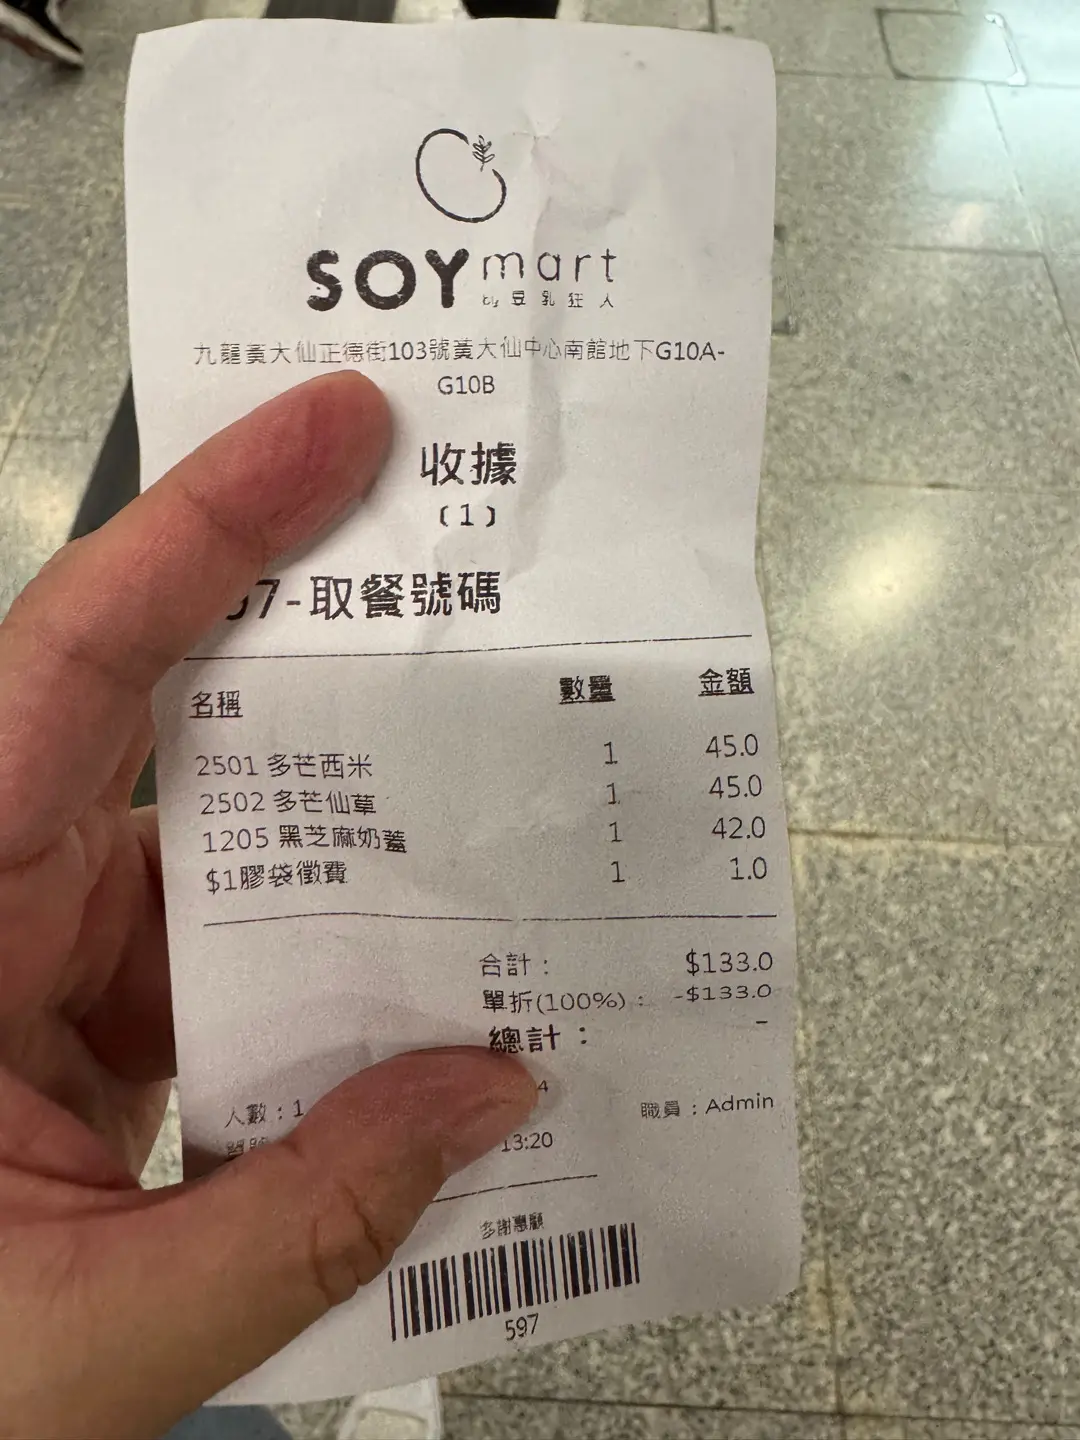 SOY mart
by 豆乳狂人
九龍黃大仙正德街103號黃大仙中心南館地下G10A-
G10B
收據
(1)
7-取餐號碼
名稱 數量 金額
2501 多芒西米 1 45.0
2502 多芒仙草 1 45.0
1205 黑芝麻奶蓋 1 42.0
$1膠袋徵費 1 1.0
合計： $133.0
單折(100%)： -$133.0
總計： -
4
人數：1 職員：Admin
13:20
多謝惠顧
597